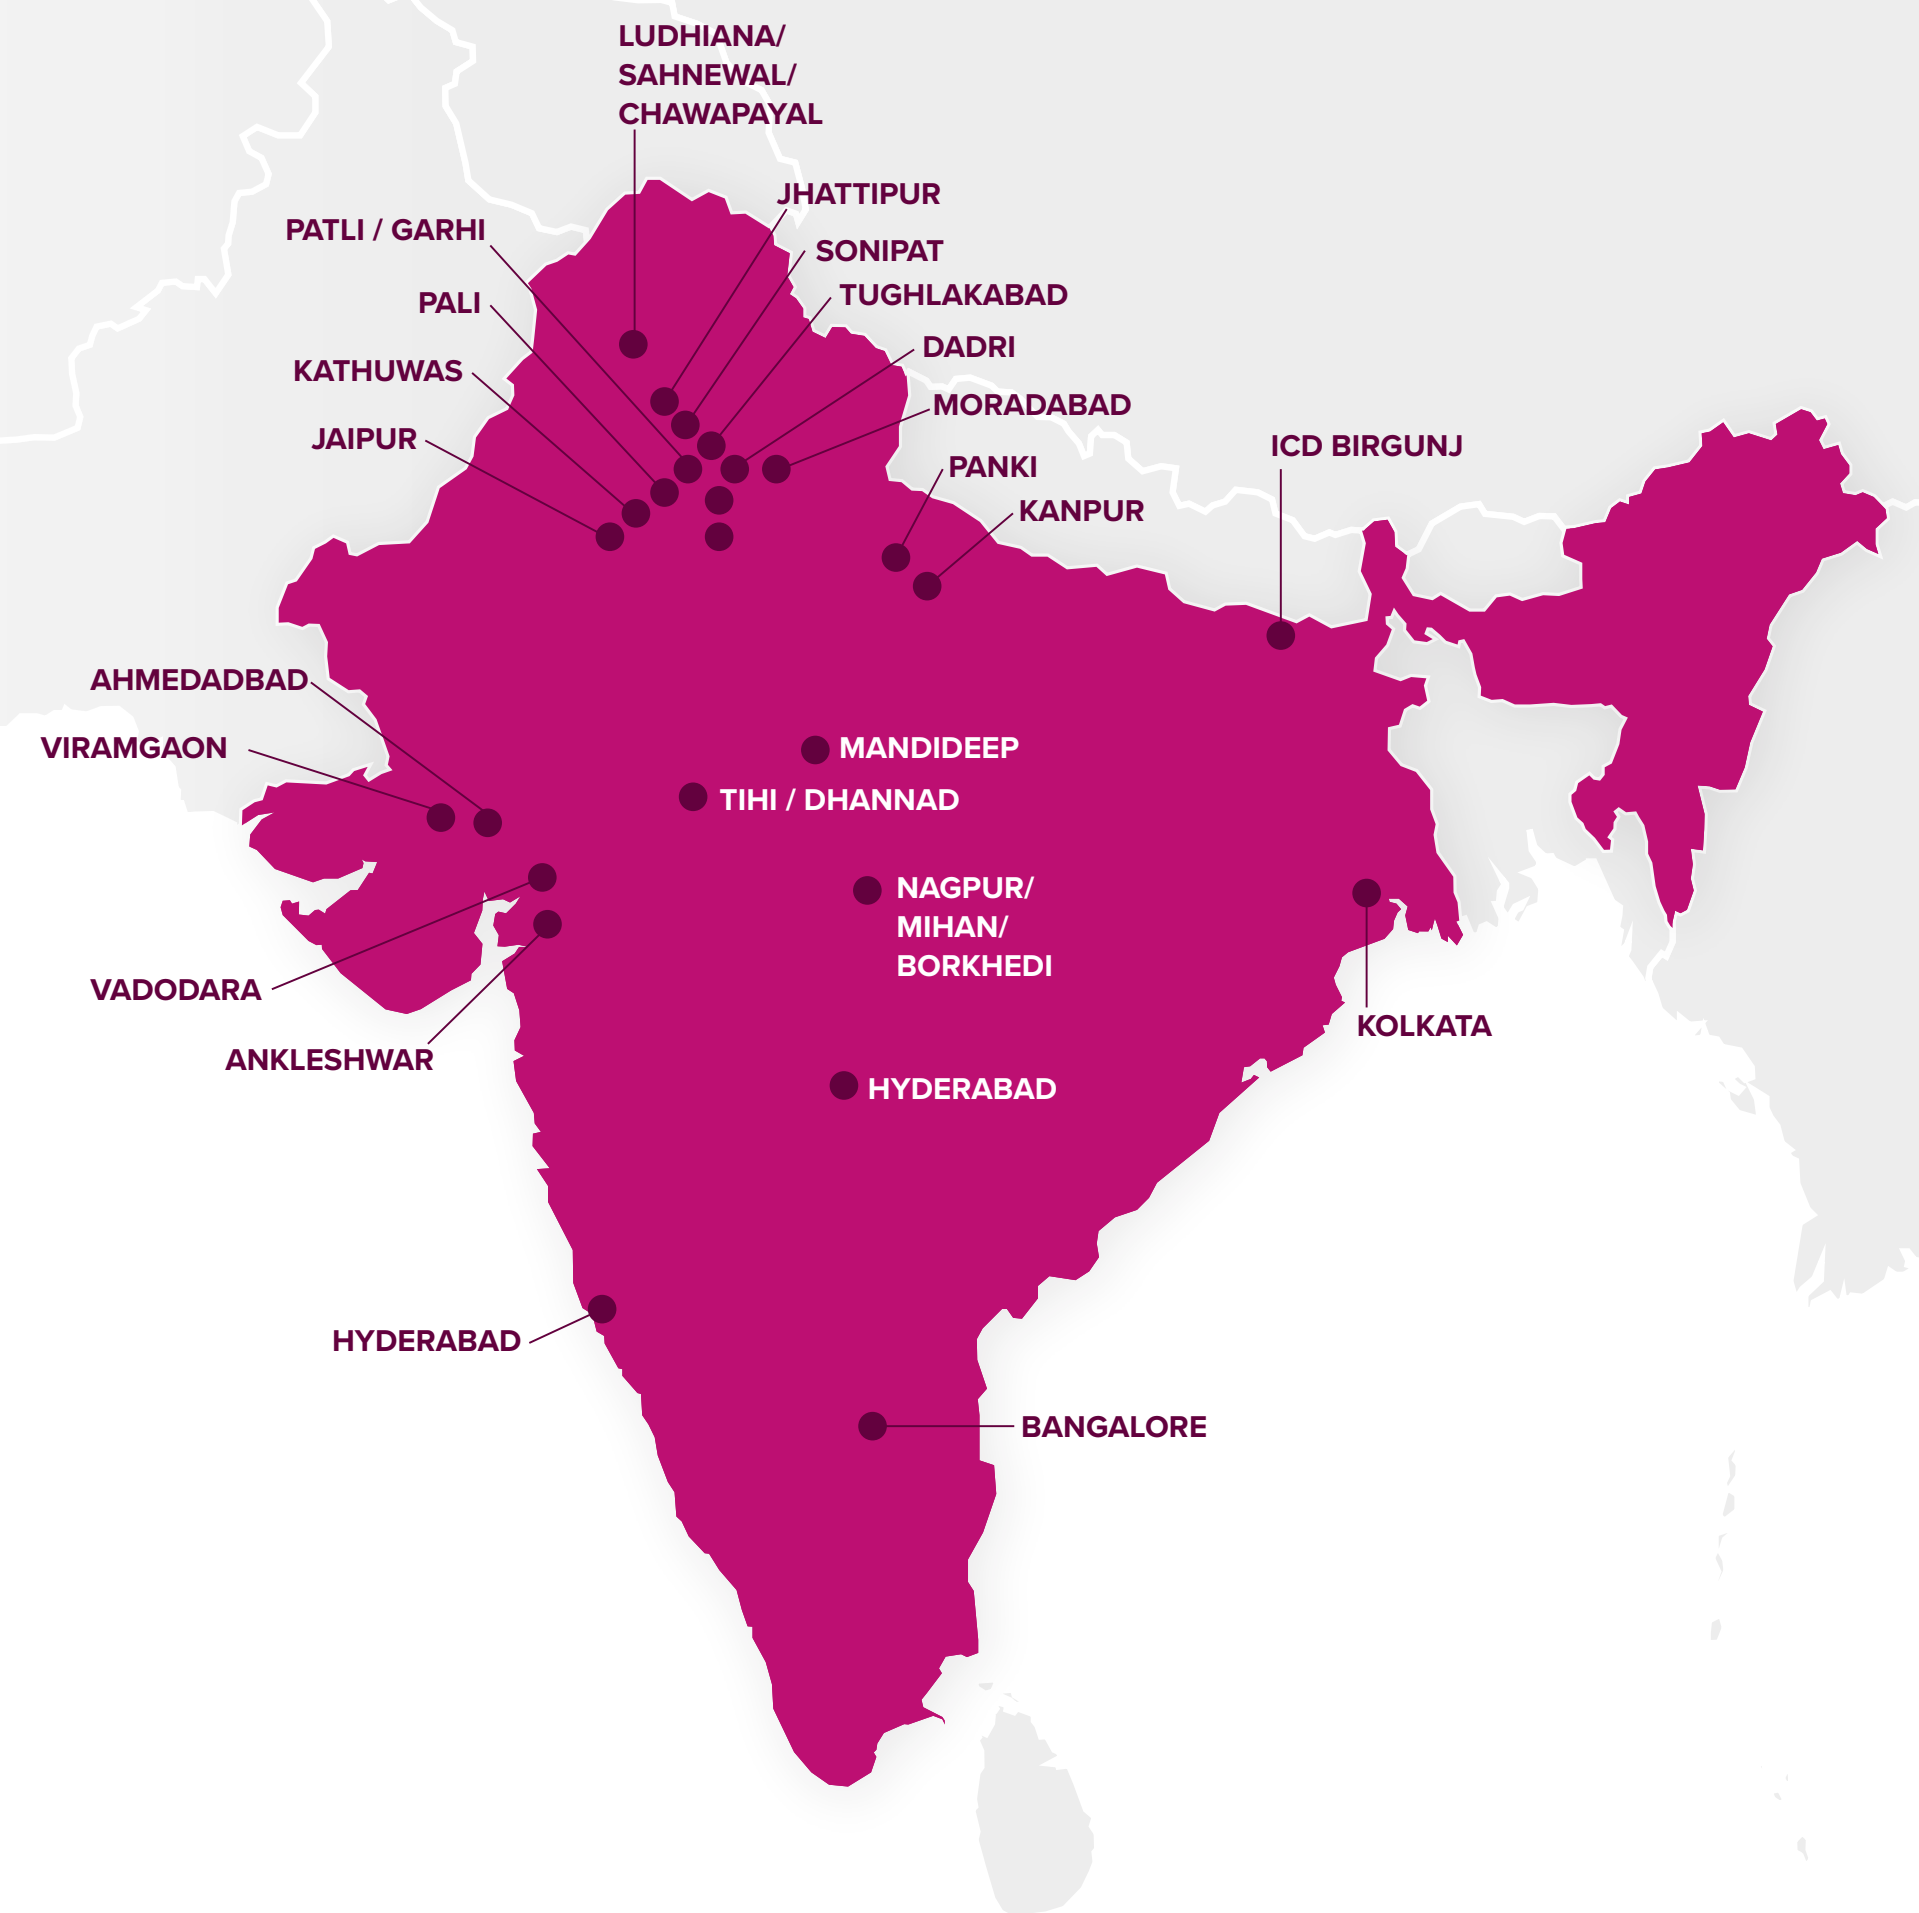 LUDHIANA/
SAHNEWAL/
CHAWAPAYAL
JHATTIPUR
PATLI / GARHI
SONIPAT
TUGHLAKABAD
PALI
DADRI
KATHUWAS
MORADABAD
JAIPUR
ICD BIRGUNJ
PANKI
KANPUR
AHMEDADBAD
VIRAMGAON
MANDIDEEP
TIHI / DHANNAD
NAGPUR/
MIHAN/
BORKHEDI
VADODARA
KOLKATA
ANKLESHWAR
HYDERABAD
HYDERABAD
BANGALORE